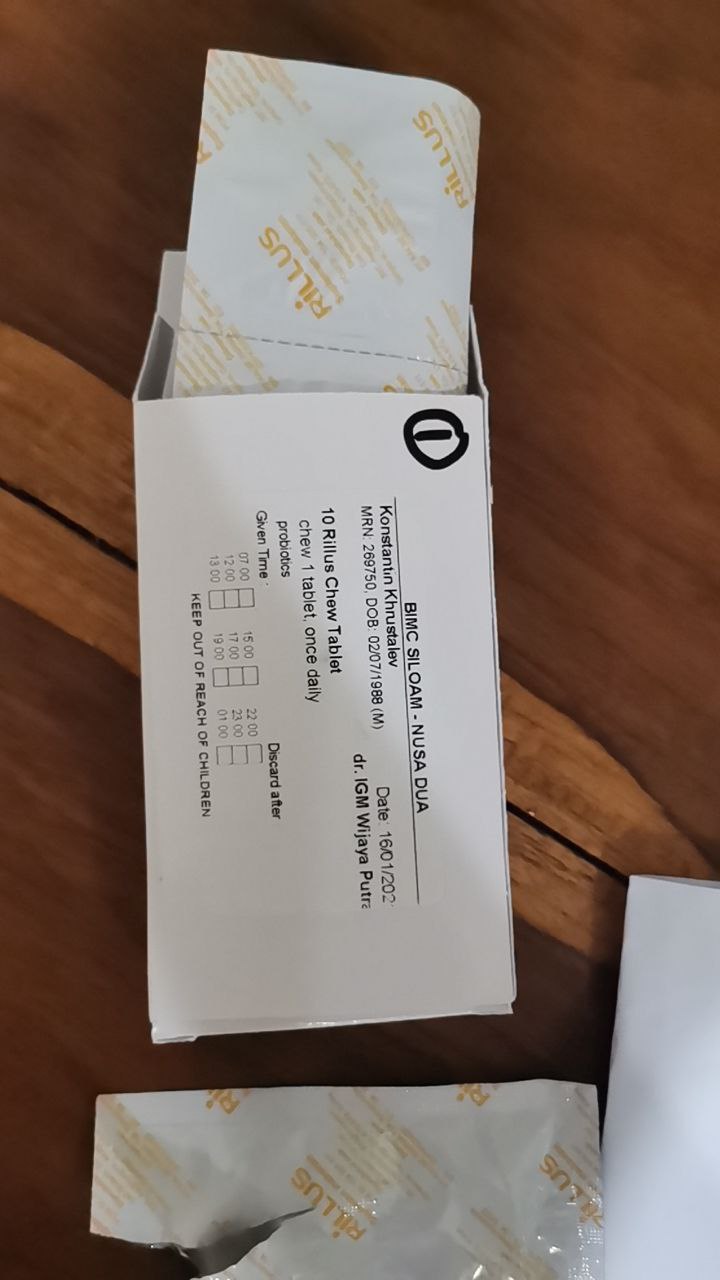 RiLLUS
RiLLUS
1
BIMC SILOAM - NUSA DUA
Konstantin Khrustalev Date: 16/01/202
MRN: 269750, DOB: 02/07/1988 (M) dr. IGM Wijaya Putra
10 Rillus Chew Tablet
chew 1 tablet, once daily
probiotics
Discard after
Given Time :
07 00 15 00 22 00
12 00 17 00 23 00
13 00 19 00 01 00
KEEP OUT OF REACH OF CHILDREN
RiLLUS
RiLLUS